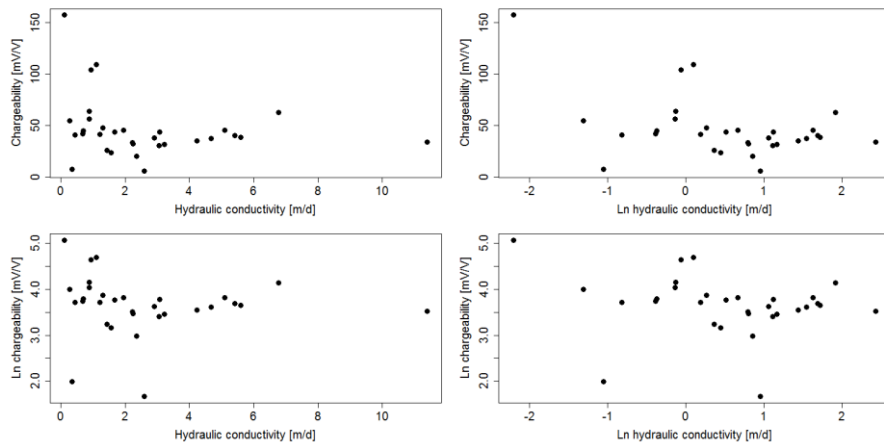 Chargeability [mV/V]
150
100
50
0
0 2 4 6 8 10
Hydraulic conductivity [m/d]
Chargeability [mV/V]
150
100
50
0
-2 -1 0 1 2
Ln hydraulic conductivity [m/d]
Ln chargeability [mV/V]
5.0
4.0
3.0
2.0
0 2 4 6 8 10
Hydraulic conductivity [m/d]
Ln chargeability [mV/V]
5.0
4.0
3.0
2.0
-2 -1 0 1 2
Ln hydraulic conductivity [m/d]